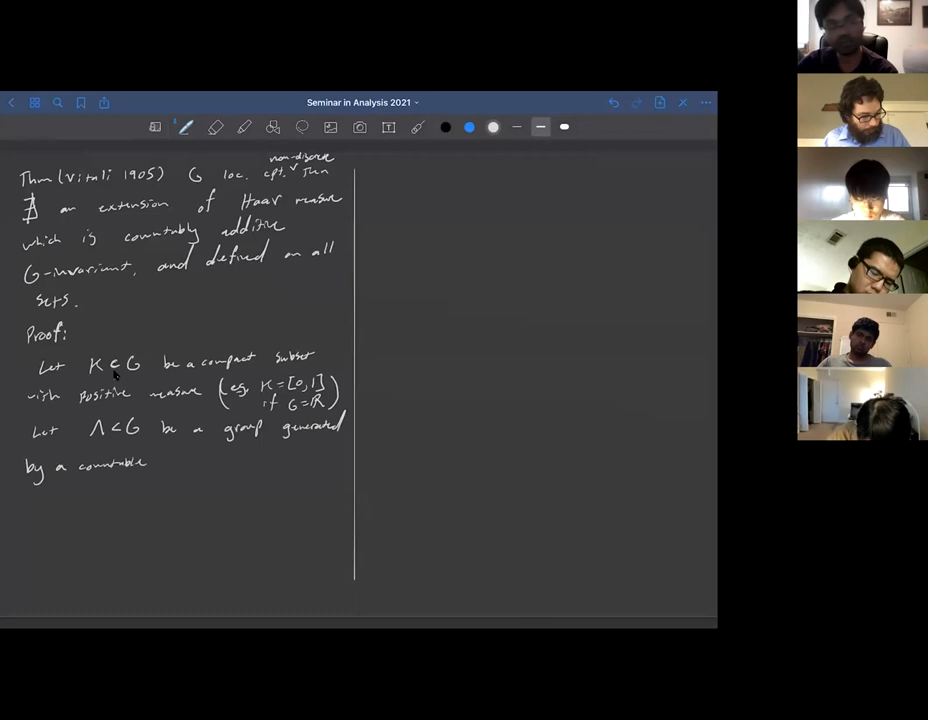 Seminar in Analysis 2021
non-discrete
Thm (Vitali 1905) G loc. cpt. Then
∄ an extension of Haar measure
which is countably additive
G-invariant, and defined on all
sets.
Proof:
Let K ⊂ G be a compact subset
with positive measure (e.g. K = [0,1]
if G = ℝ)
Let Λ < G be a group generated
by a countable